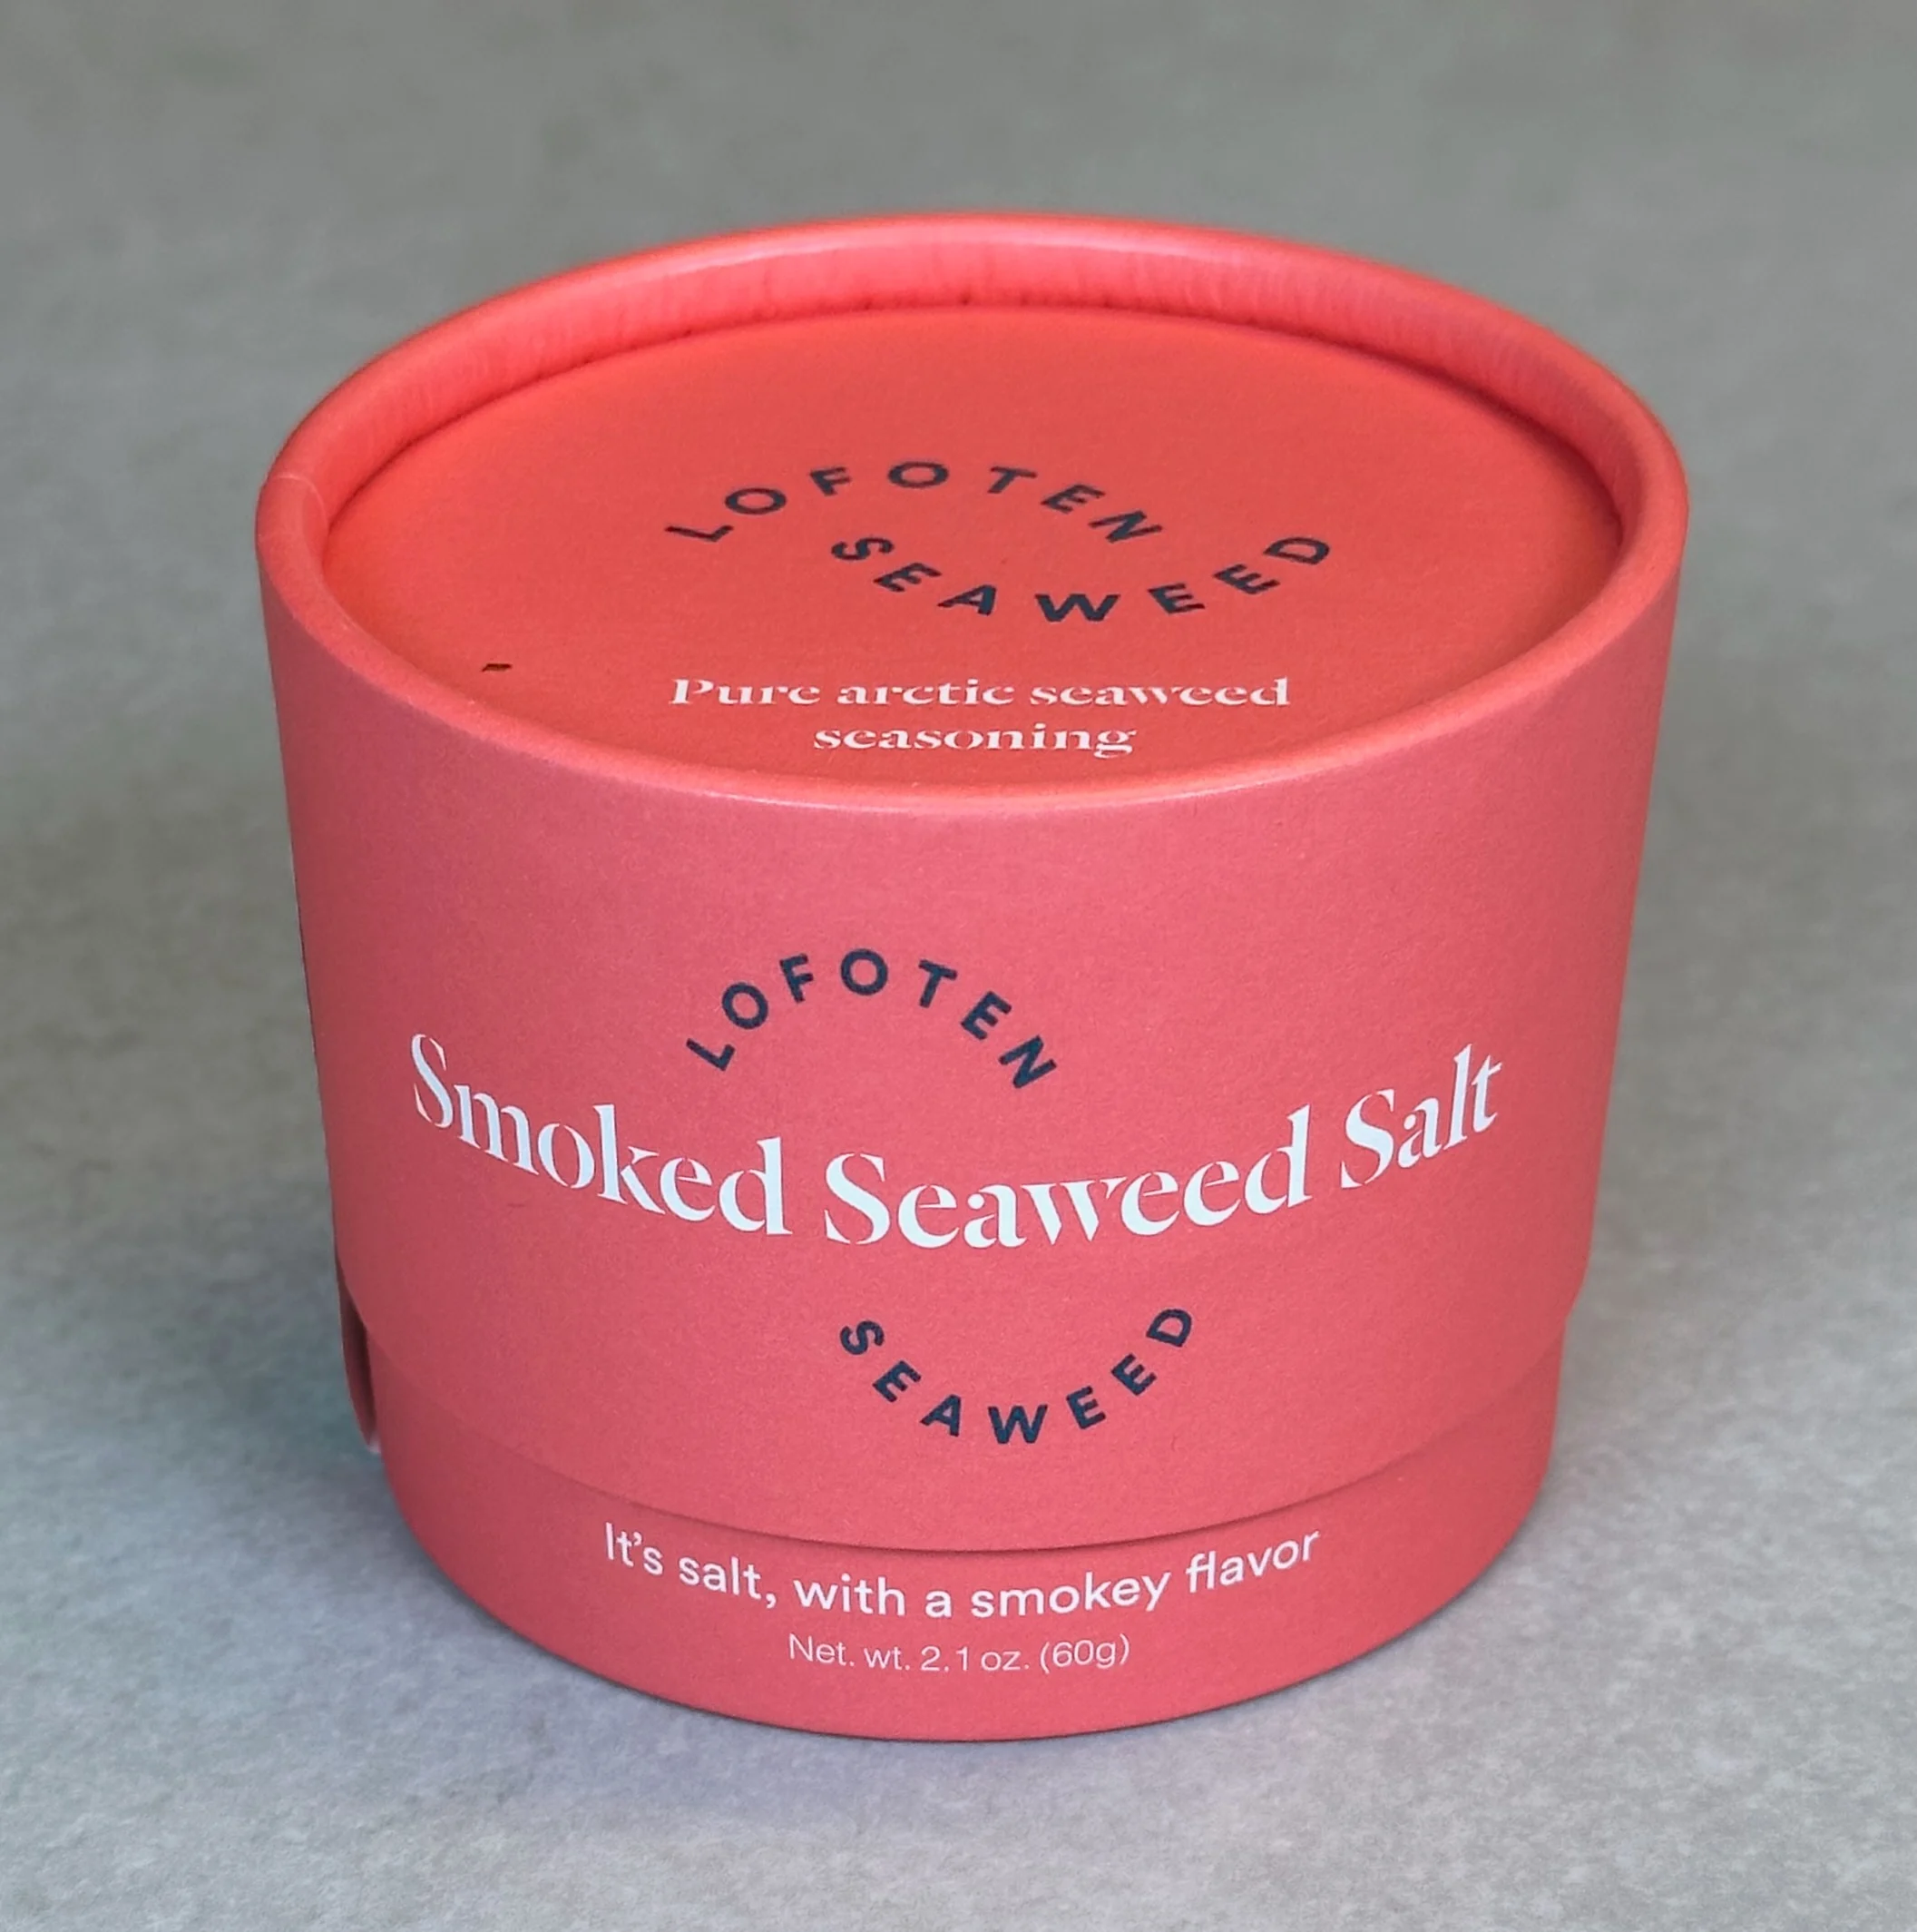 LOFOTEN
SEAWEED
Pure arctic seaweed
seasoning
LOFOTEN
Smoked Seaweed Salt
SEAWEED
It's salt, with a smokey flavor
Net. wt. 2.1 oz. (60g)